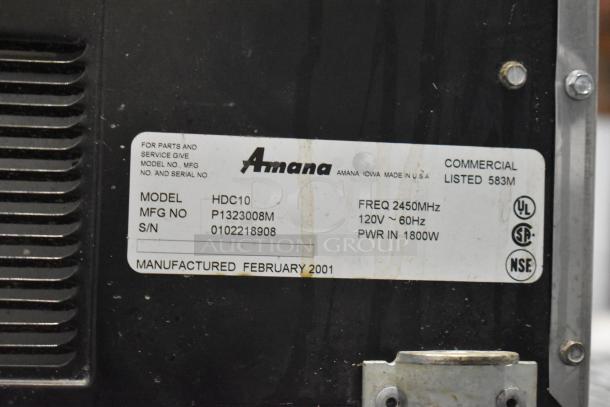 FOR PARTS AND
SERVICE GIVE
MODEL NO., MFG
NO. AND SERIAL NO
Amana
AMANA IOWA MADE IN U.S.A
COMMERCIAL
LISTED 583M
MODEL HDC10
MFG NO P1323008M
S/N 0102218908
FREQ 2450MHz
120V ~ 60Hz
PWR IN 1800W
MANUFACTURED FEBRUARY 2001
UL
SA
NSF
AUCTION GROUP